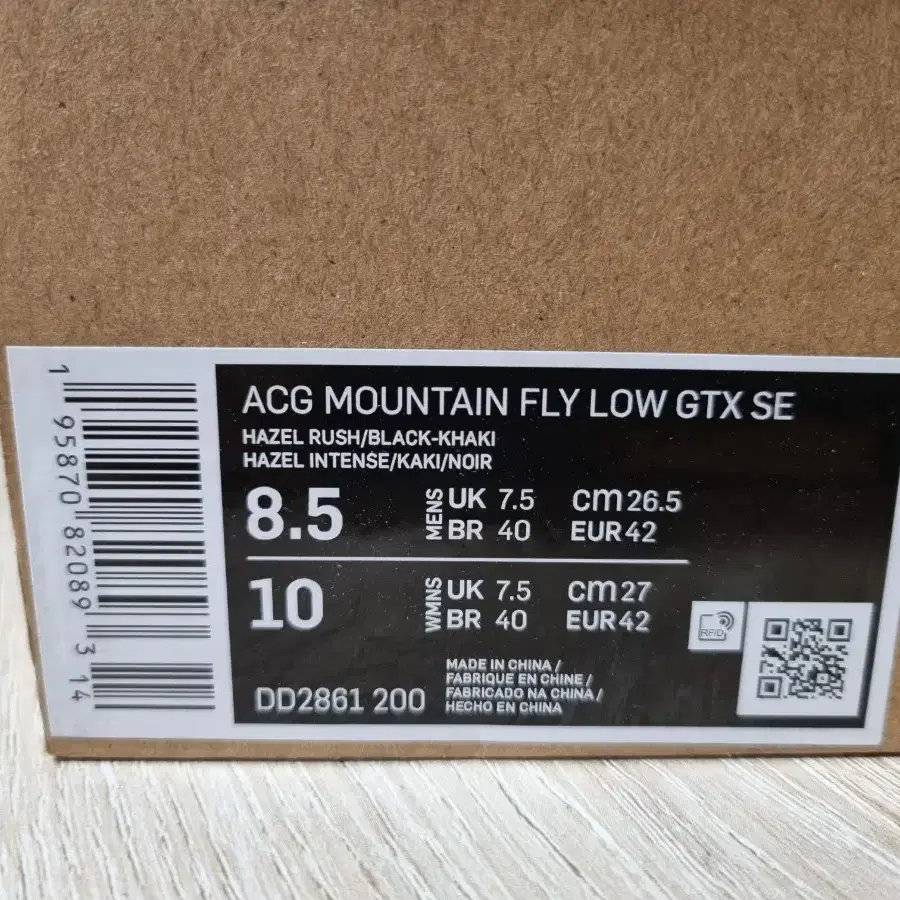 ACG MOUNTAIN FLY LOW GTX SE
HAZEL RUSH/BLACK-KHAKI
HAZEL INTENSE/KAKI/NOIR
8.5 MENS UK 7.5 cm 26.5
BR 40 EUR 42
10 WMNS UK 7.5 cm 27
BR 40 EUR 42
RFID
DD2861 200
MADE IN CHINA /
FABRIQUE EN CHINE /
FABRICADO NA CHINA /
HECHO EN CHINA
1 95870 82089 3 14